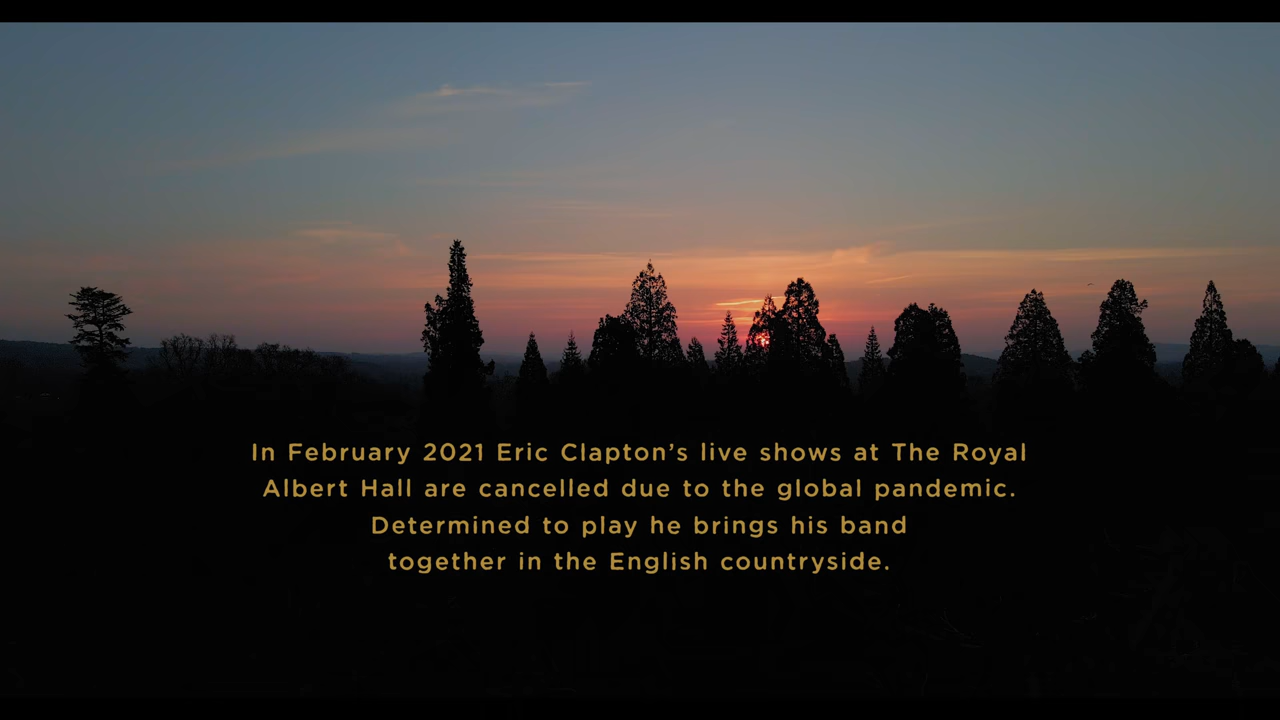 In February 2021 Eric Clapton’s live shows at The Royal
Albert Hall are cancelled due to the global pandemic.
Determined to play he brings his band
together in the English countryside.